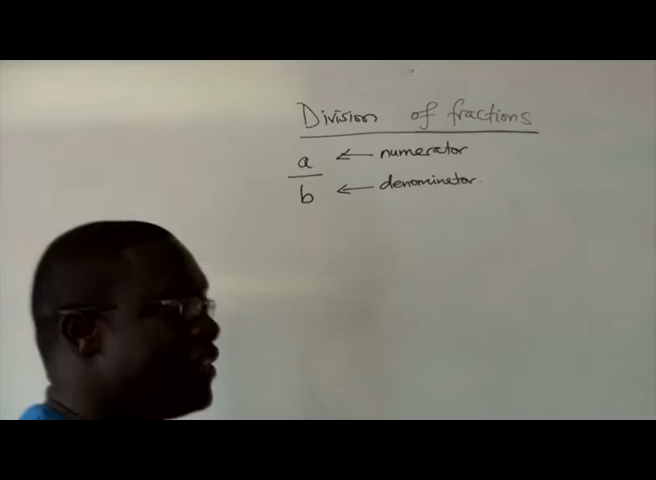 Division of fractions
a ← numerator
b ← denominator.